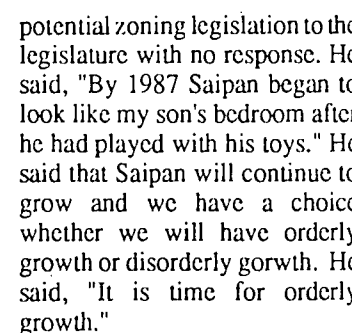 potential zoning legislation to the
legislature with no response. He
said, "By 1987 Saipan began to
look like my son's bedroom after
he had played with his toys." He
said that Saipan will continue to
grow and we have a choice
whether we will have orderly
growth or disorderly gorwth. He
said, "It is time for orderly
growth."